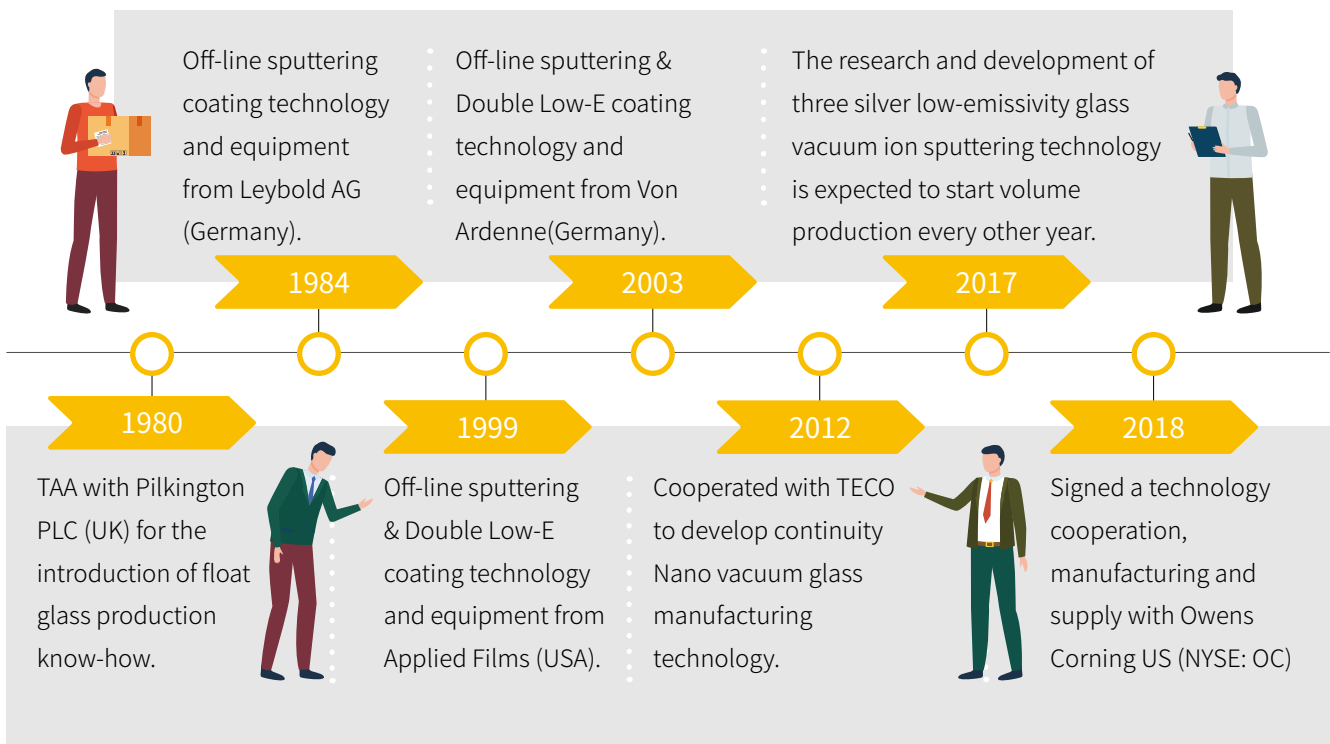 Off-line sputtering
coating technology
and equipment
from Leybold AG
(Germany).
1984
Off-line sputtering &
Double Low-E coating
technology and
equipment from Von
Ardenne(Germany).
2003
The research and development of
three silver low-emissivity glass
vacuum ion sputtering technology
is expected to start volume
production every other year.
2017
1980
TAA with Pilkington
PLC (UK) for the
introduction of float
glass production
know-how.
1999
Off-line sputtering
& Double Low-E
coating technology
and equipment from
Applied Films (USA).
2012
Cooperated with TECO
to develop continuity
Nano vacuum glass
manufacturing
technology.
2018
Signed a technology
cooperation,
manufacturing and
supply with Owens
Corning US (NYSE: OC)